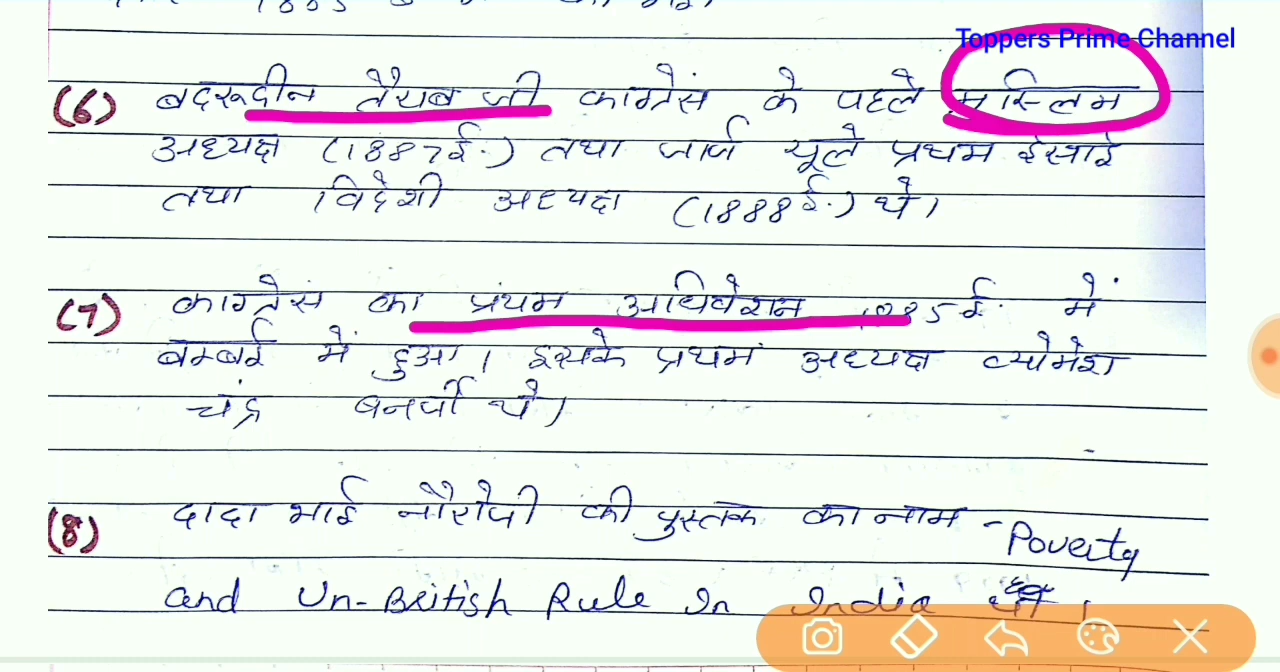 Toppers Prime Channel
(6) बदरूदीन तैयब जी काग्रेंस के पहले मुस्लिम
अध्यक्ष (1887ई.) तथा जार्ज यूले प्रथम ईसाई
तथा विदेशी अध्यक्ष (1888ई.) थे।
(7) काग्रेंस का प्रंथम अधिवेशन 1885ई. में
बम्बई में हुआ। इसके प्रथम अध्यक्ष व्योमेश
चंद्र बनर्जी थे।
(8) दादा भाई नौरोजी की पुस्तक का नाम - Poverty
and Un-British Rule In India